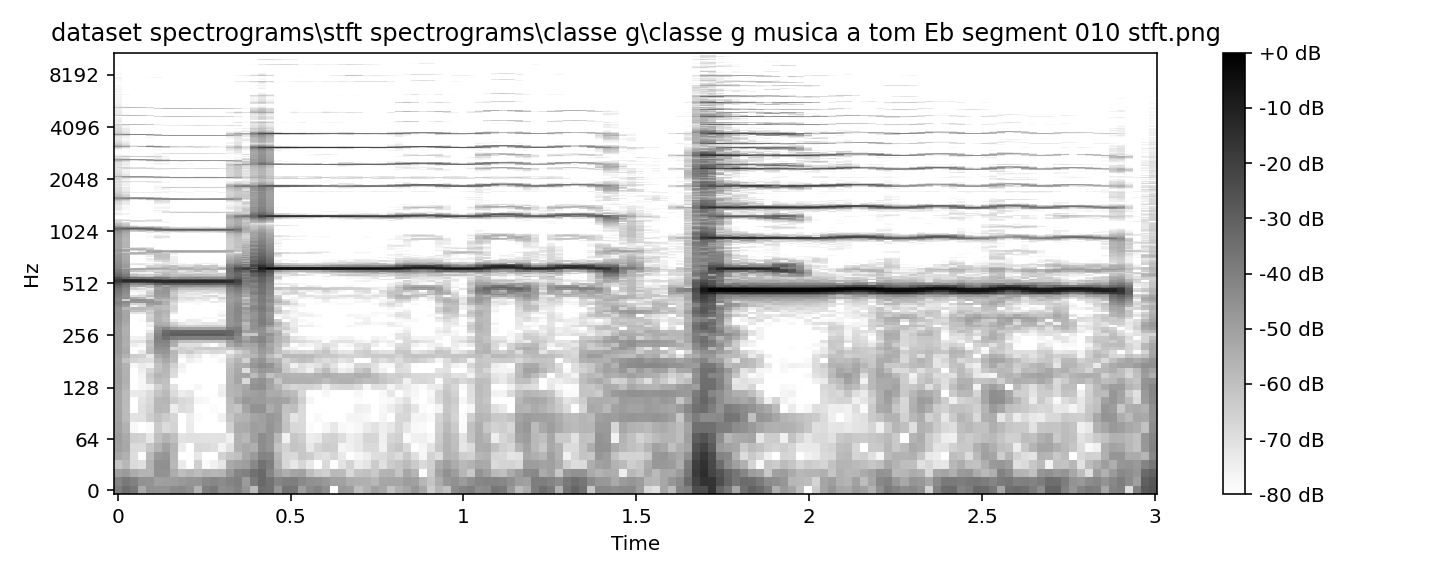 dataset spectrograms\stft spectrograms\classe g\classe g musica a tom Eb segment 010 stft.png
8192
4096
2048
1024
512
256
128
64
0
Hz
0
0.5
1
1.5
2
2.5
3
Time
+0 dB
-10 dB
-20 dB
-30 dB
-40 dB
-50 dB
-60 dB
-70 dB
-80 dB